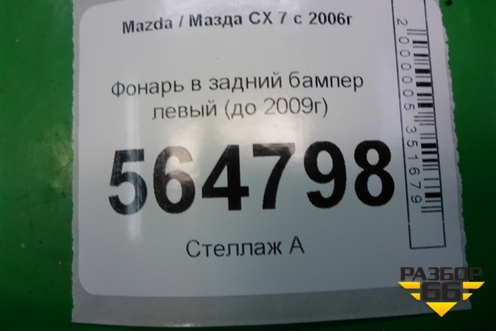 Mazda / Мазда CX 7 с 2006г
Фонарь в задний бампер
левый (до 2009г)
564798
Стеллаж А
2000005351679
РАЗБОР
66